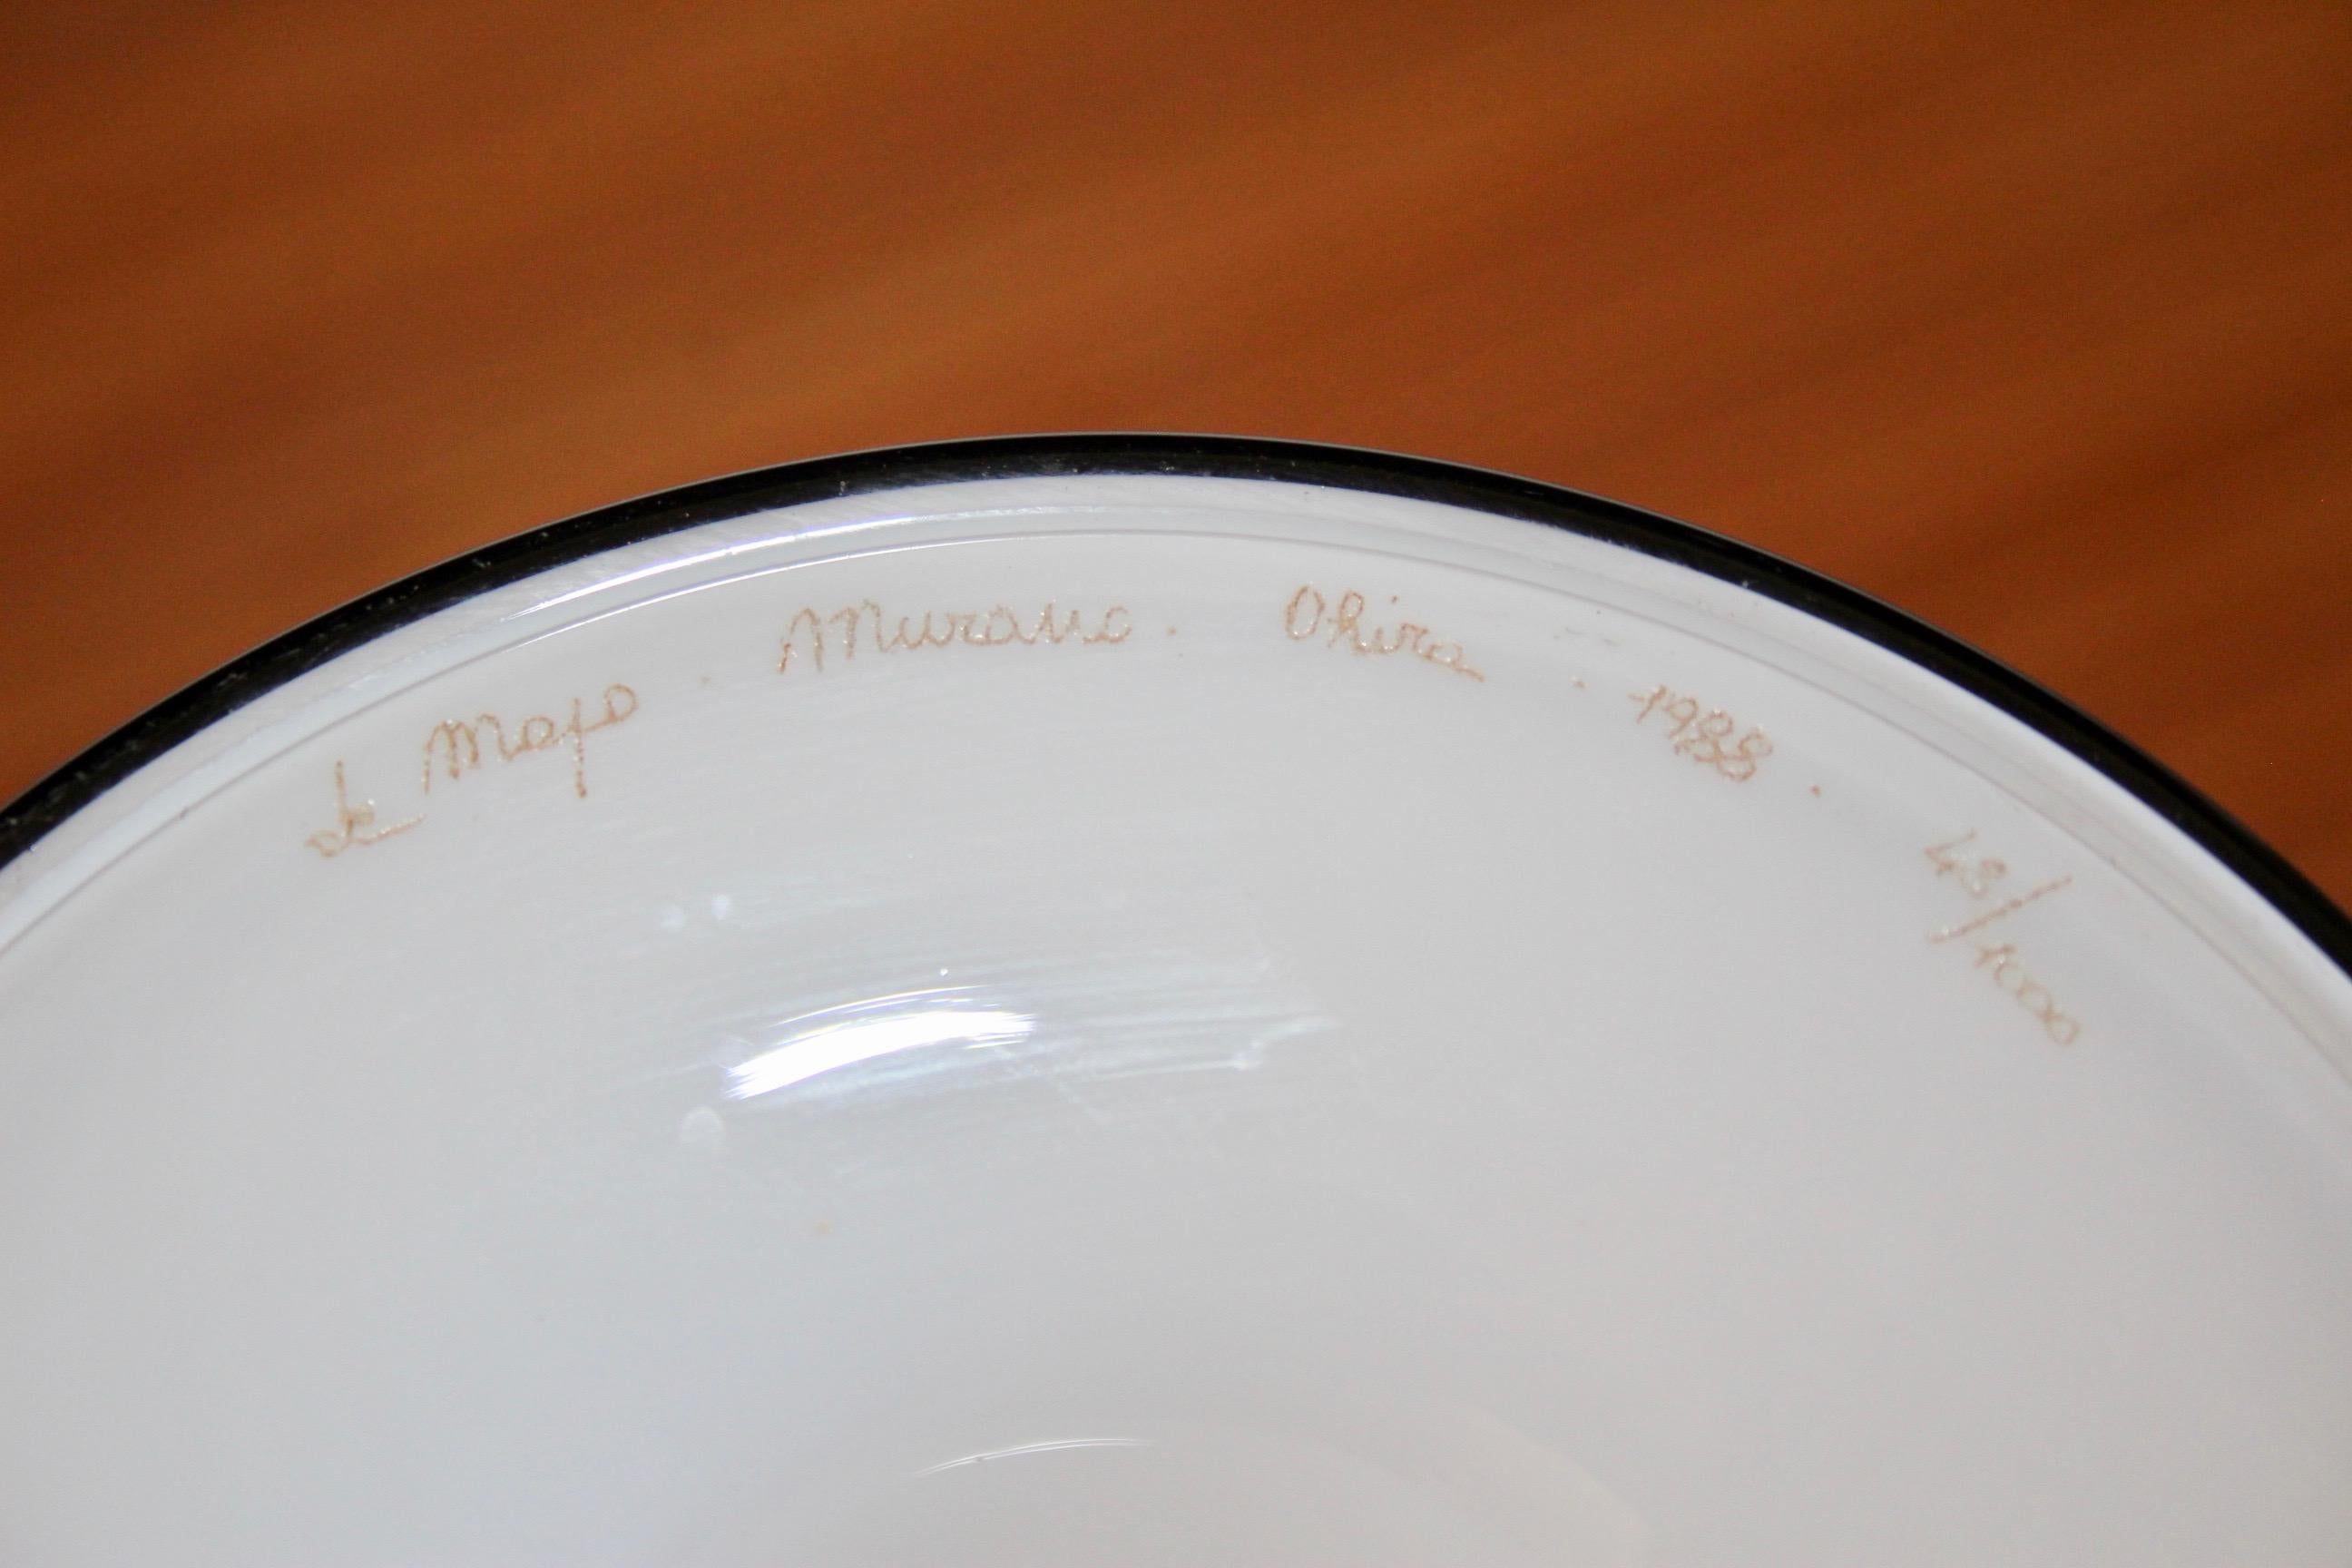 de Majo . Murano . Ohira . 1988 . 48/1000